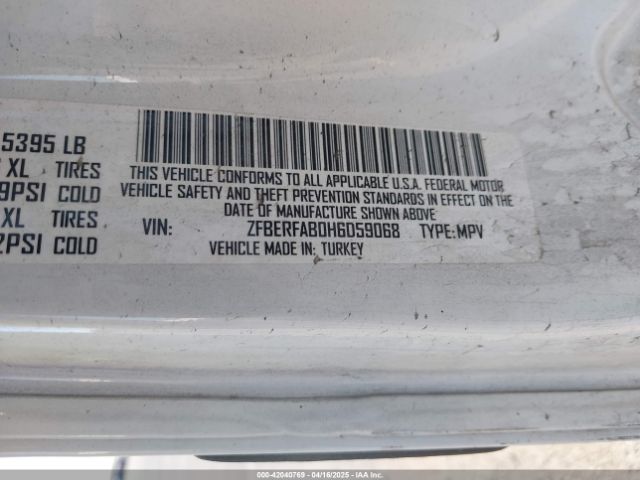 5395 LB
XL TIRES
9PSI COLD
XL TIRES
2PSI COLD
THIS VEHICLE CONFORMS TO ALL APPLICABLE U.S.A. FEDERAL MOTOR
VEHICLE SAFETY AND THEFT PREVENTION STANDARDS IN EFFECT ON THE
DATE OF MANUFACTURE SHOWN ABOVE
VIN: ZFBERFAB0H6D59068 TYPE:MPV
VEHICLE MADE IN: TURKEY
000-42040769 - 04/16/2025 - ©COPYRIGHT IAA, LLC